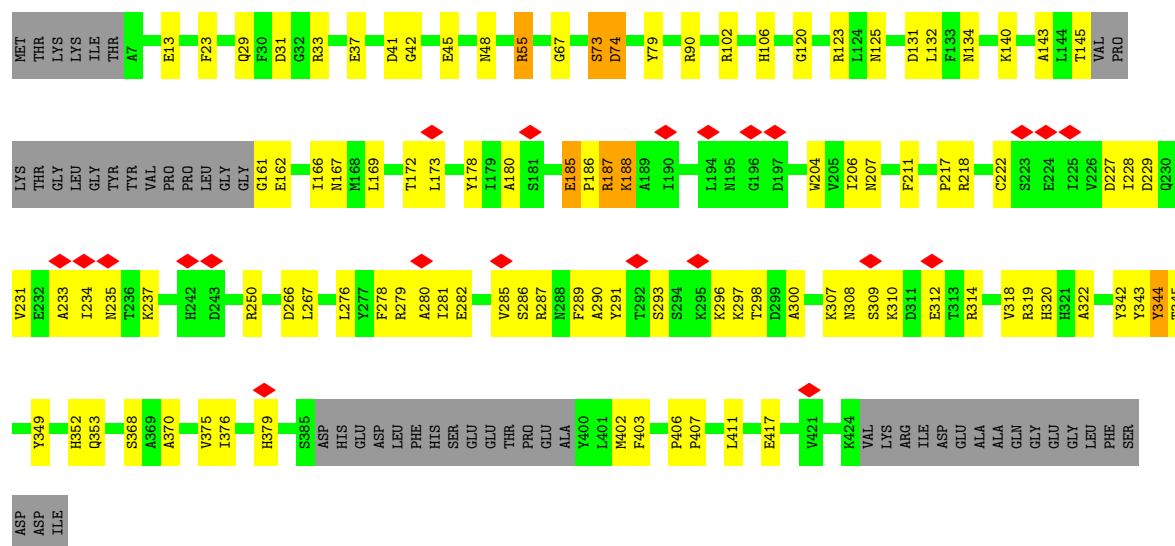 MET THR LYS LYS ILE THR A7 E13 F23 Q29 F30 D31 G32 R33 E37 D41 G42 E45 N48 R55 G67 S73 D74 Y79 R90 R102 H106 G120 R123 L124 N125 D131 L132 F133 N134 K140 A143 L144 T145 VAL PRO
LYS THR GLY LEU GLY TYR TYR VAL PRO PRO LEU GLY GLY G161 E162 I166 N167 M168 L169 T172 L173 Y178 I179 A180 S181 E185 P186 R187 K188 A189 I190 L194 N195 G196 D197 W204 V205 I206 N207 F211 P217 R218 C222 S223 E224 I225 V226 D227 I228 D229 Q230
V231 E232 A233 I234 N235 T236 K237 H242 D243 R250 D266 L267 L276 Y277 F278 R279 A280 I281 E282 V285 S286 R287 N288 F289 A290 Y291 T292 S293 S294 K295 K296 K297 T298 D299 A300 K307 N308 S309 K310 D311 E312 T313 R314 V318 R319 H320 H321 A322 Y342 Y343 Y344
Y349 H352 Q353 S368 A369 A370 V375 I376 H379 S385 ASP HIS GLU ASP LEU PHE HIS SER GLU GLU THR PRO GLU ALA Y400 L401 M402 F403 P406 P407 L411 E417 V421 K424 VAL LYS ARG ILE ASP GLU ALA ALA GLN GLY GLU GLY LEU PHE SER
ASP ASP ILE